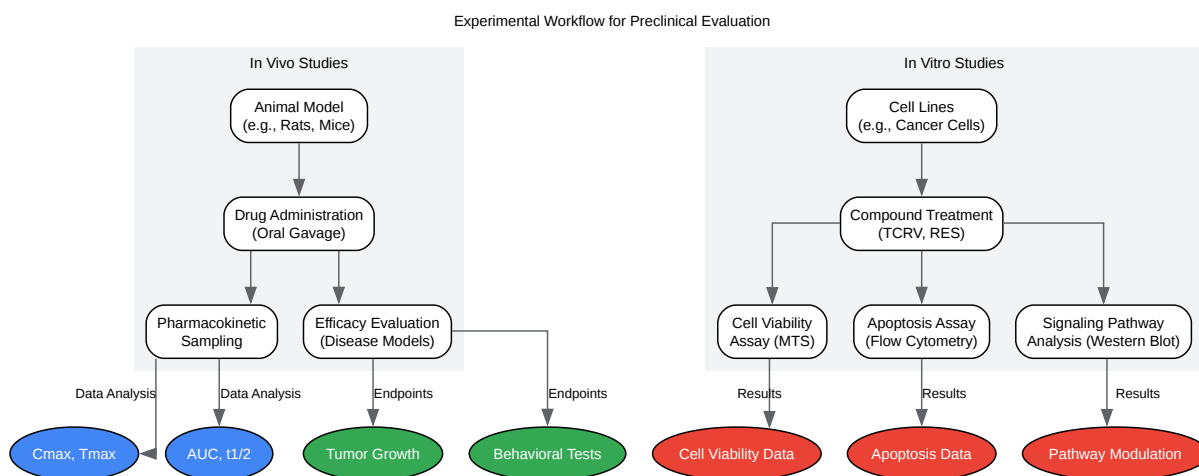 Experimental Workflow for Preclinical Evaluation
In Vivo Studies
In Vitro Studies
Animal Model
(e.g., Rats, Mice)
Cell Lines
(e.g., Cancer Cells)
Drug Administration
(Oral Gavage)
Compound Treatment
(TCRV, RES)
Pharmacokinetic
Sampling
Efficacy Evaluation
(Disease Models)
Cell Viability
Assay (MTS)
Apoptosis Assay
(Flow Cytometry)
Signaling Pathway
Analysis (Western Blot)
Data Analysis
Data Analysis
Endpoints
Endpoints
Results
Results
Results
Cmax, Tmax
AUC, t1/2
Tumor Growth
Behavioral Tests
Cell Viability Data
Apoptosis Data
Pathway Modulation